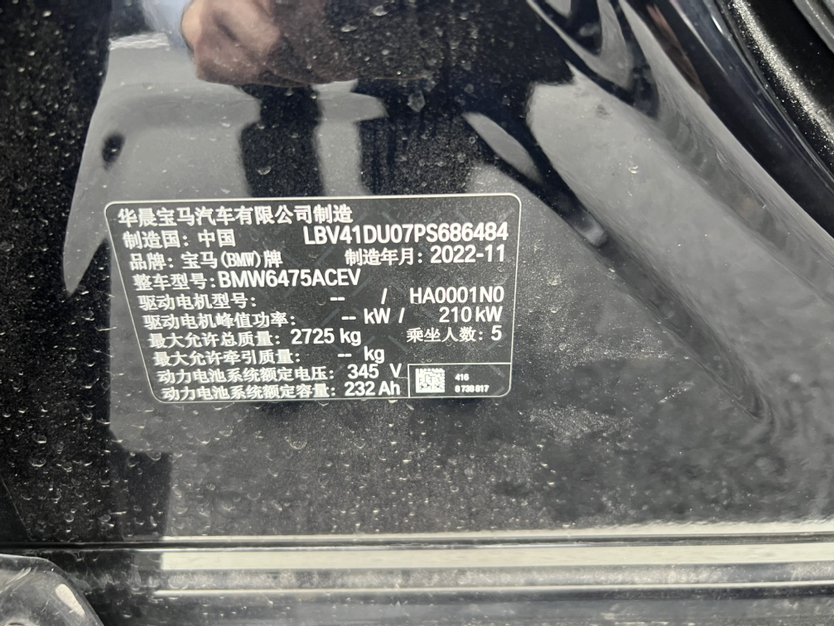 华晨宝马汽车有限公司制造
制造国: 中国 LBV41DU07PS686484
品牌: 宝马(BMW)牌 制造年月: 2022-11
整车型号: BMW6475ACEV
驱动电机型号: -- / HA0001N0
驱动电机峰值功率: -- kW / 210 kW
最大允许总质量: 2725 kg 乘坐人数: 5
最大允许牵引质量: -- kg
动力电池系统额定电压: 345 V
动力电池系统额定容量: 232 Ah
416
6 738 817